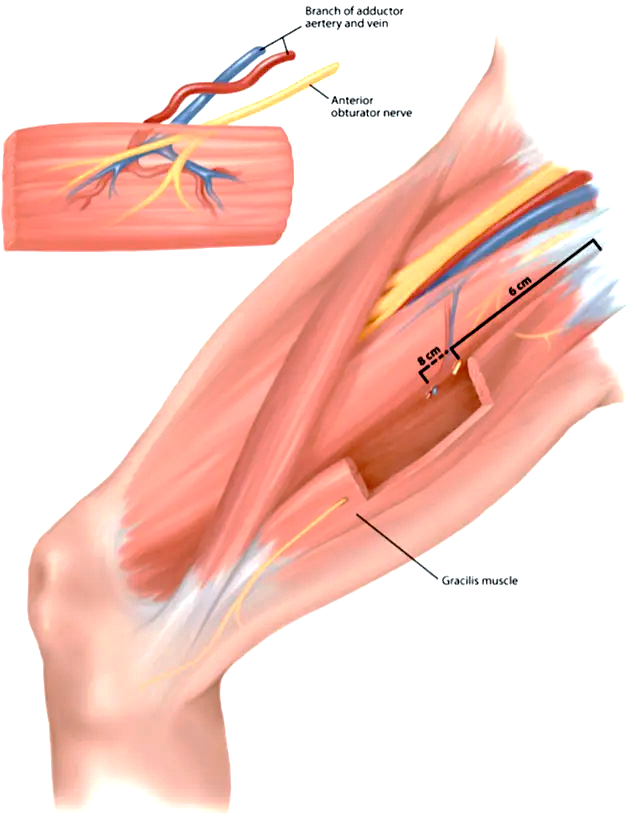 Branch of adductor
aertery and vein
Anterior
obturator nerve
6 cm
8 cm
Gracilis muscle